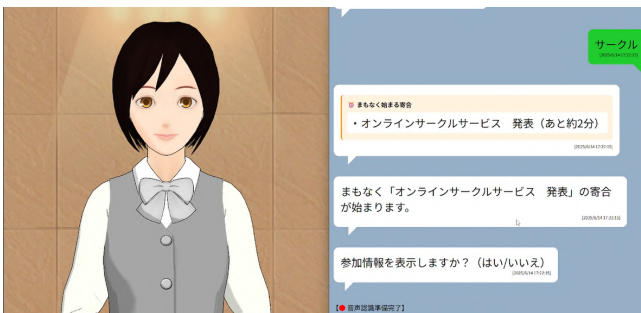 サークル
まもなく始まる寄合
・オンラインサークルサービス　発表（あと約2分）
まもなく「オンラインサークルサービス　発表」の寄合
が始まります。
参加情報を表示しますか？（はい/いいえ）
【● 音声認識準備完了】